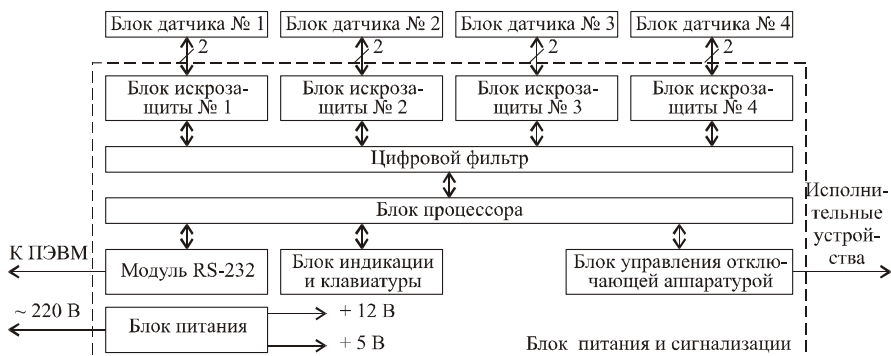 Блок датчика № 1
Блок датчика № 2
Блок датчика № 3
Блок датчика № 4
2
2
2
2
Блок искроза-
щиты № 1
Блок искроза-
щиты № 2
Блок искроза-
щиты № 3
Блок искроза-
щиты № 4
Цифровой фильтр
Блок процессора
Исполни-
тельные
устрой-
ства
К ПЭВМ
Модуль RS-232
Блок индикации
и клавиатуры
Блок управления отклю-
чающей аппаратурой
~ 220 В
Блок питания
+ 12 В
+ 5 В
Блок питания и сигнализации